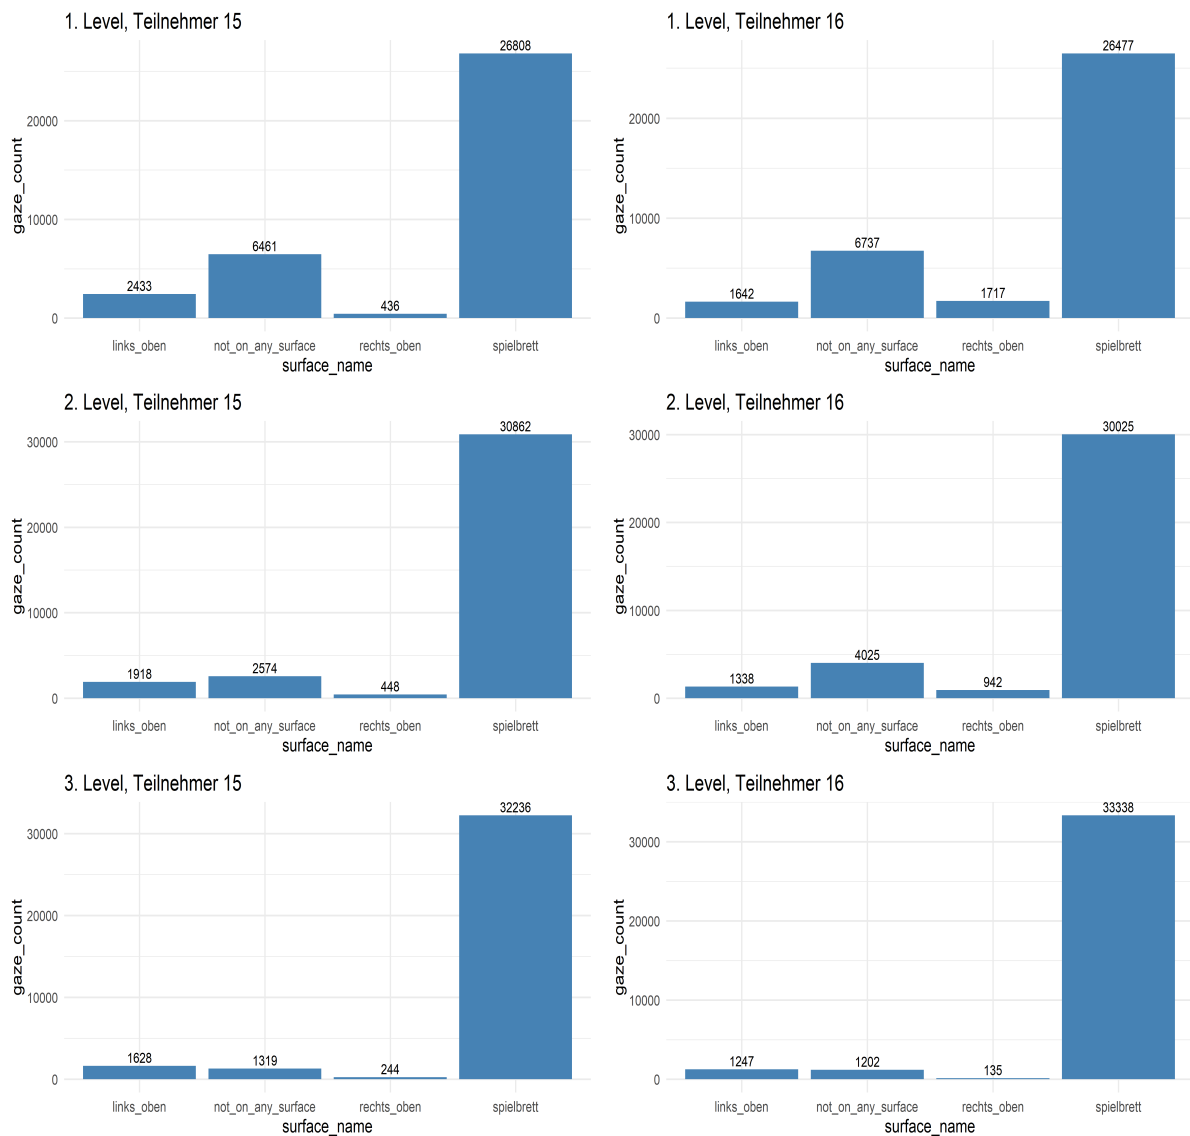 1. Level, Teilnehmer 15
26808
20000
6461
10000
2433
436
0
gaze_count
links_oben not_on_any_surface rechts_oben spielbrett
surface_name
1. Level, Teilnehmer 16
26477
20000
6737
10000
1642
1717
0
gaze_count
links_oben not_on_any_surface rechts_oben spielbrett
surface_name
2. Level, Teilnehmer 15
30862
30000
20000
10000
1918
2574
448
0
gaze_count
links_oben not_on_any_surface rechts_oben spielbrett
surface_name
2. Level, Teilnehmer 16
30025
30000
20000
10000
1338
4025
942
0
gaze_count
links_oben not_on_any_surface rechts_oben spielbrett
surface_name
3. Level, Teilnehmer 15
32236
30000
20000
10000
1628
1319
244
0
gaze_count
links_oben not_on_any_surface rechts_oben spielbrett
surface_name
3. Level, Teilnehmer 16
33338
30000
20000
10000
1247
1202
135
0
gaze_count
links_oben not_on_any_surface rechts_oben spielbrett
surface_name